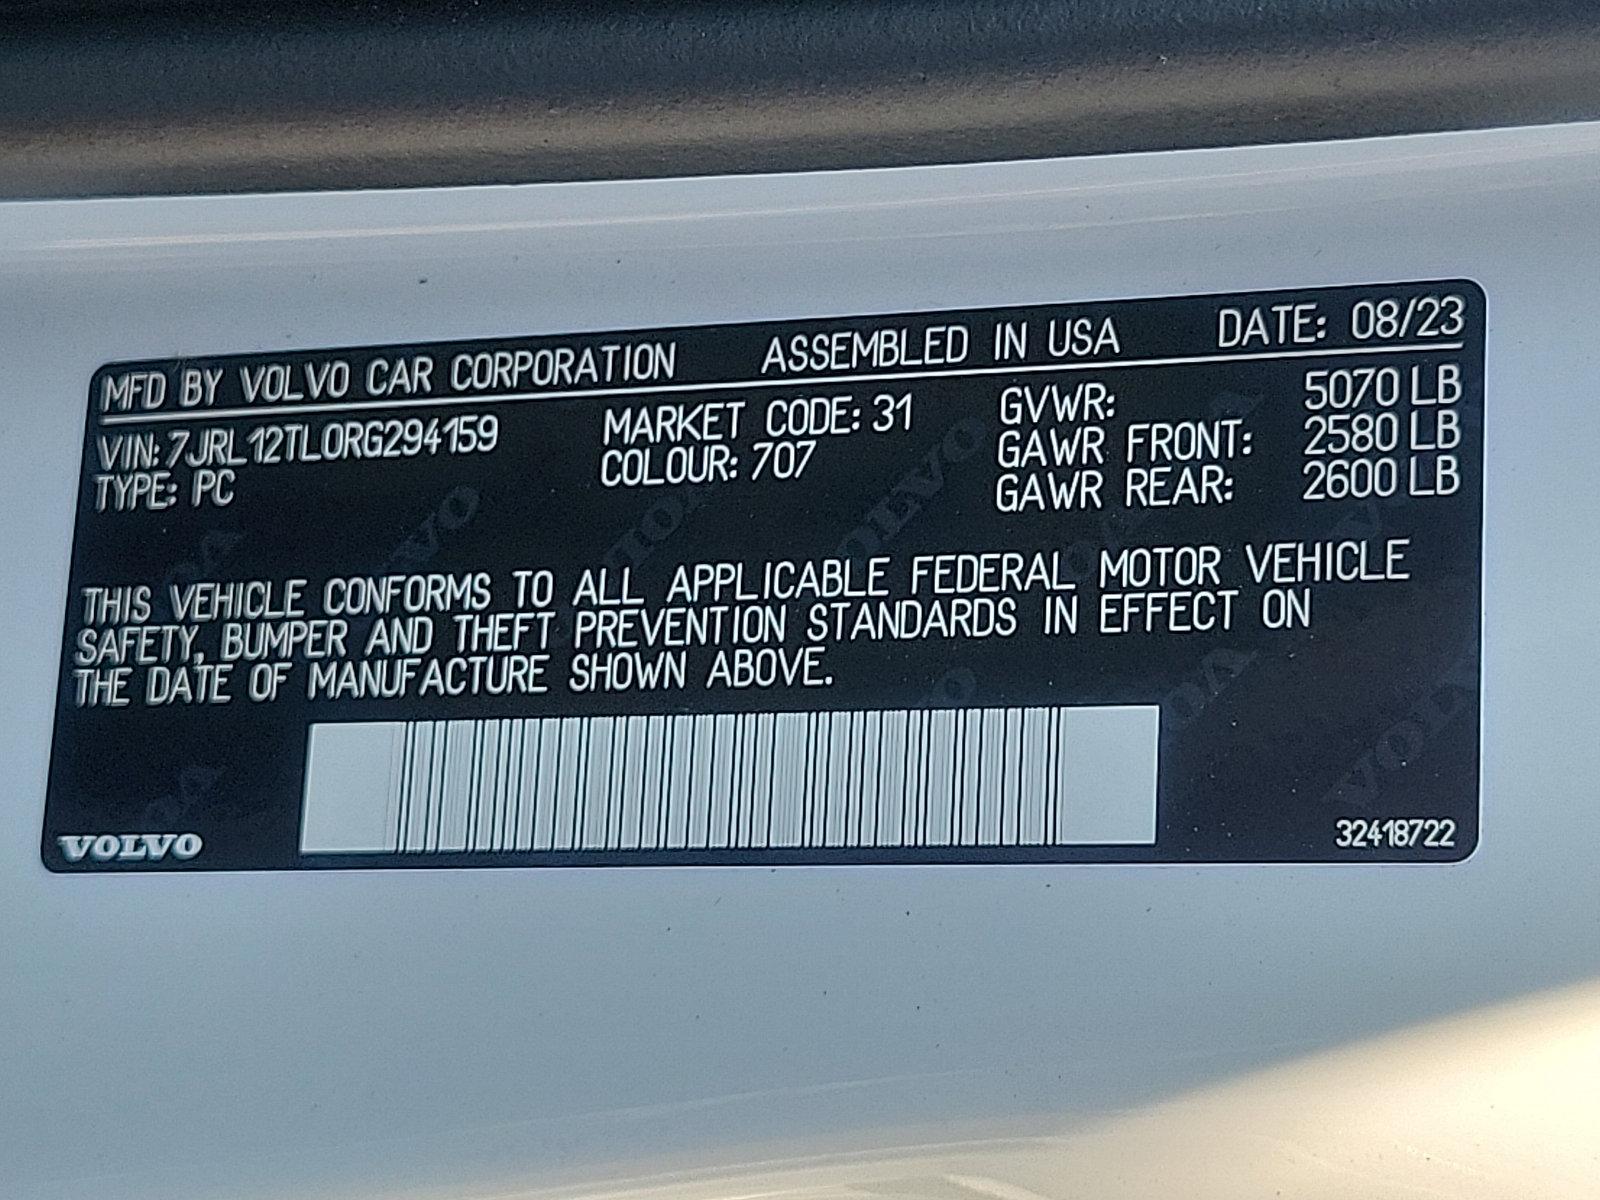 MFD BY VOLVO CAR CORPORATION ASSEMBLED IN USA DATE: 08/23
VIN: 7JRL12TL0RG294159 MARKET CODE: 31 GVWR: 5070 LB
TYPE: PC COLOUR: 707 GAWR FRONT: 2580 LB
GAWR REAR: 2600 LB
THIS VEHICLE CONFORMS TO ALL APPLICABLE FEDERAL MOTOR VEHICLE
SAFETY, BUMPER AND THEFT PREVENTION STANDARDS IN EFFECT ON
THE DATE OF MANUFACTURE SHOWN ABOVE.
VOLVO
32418722